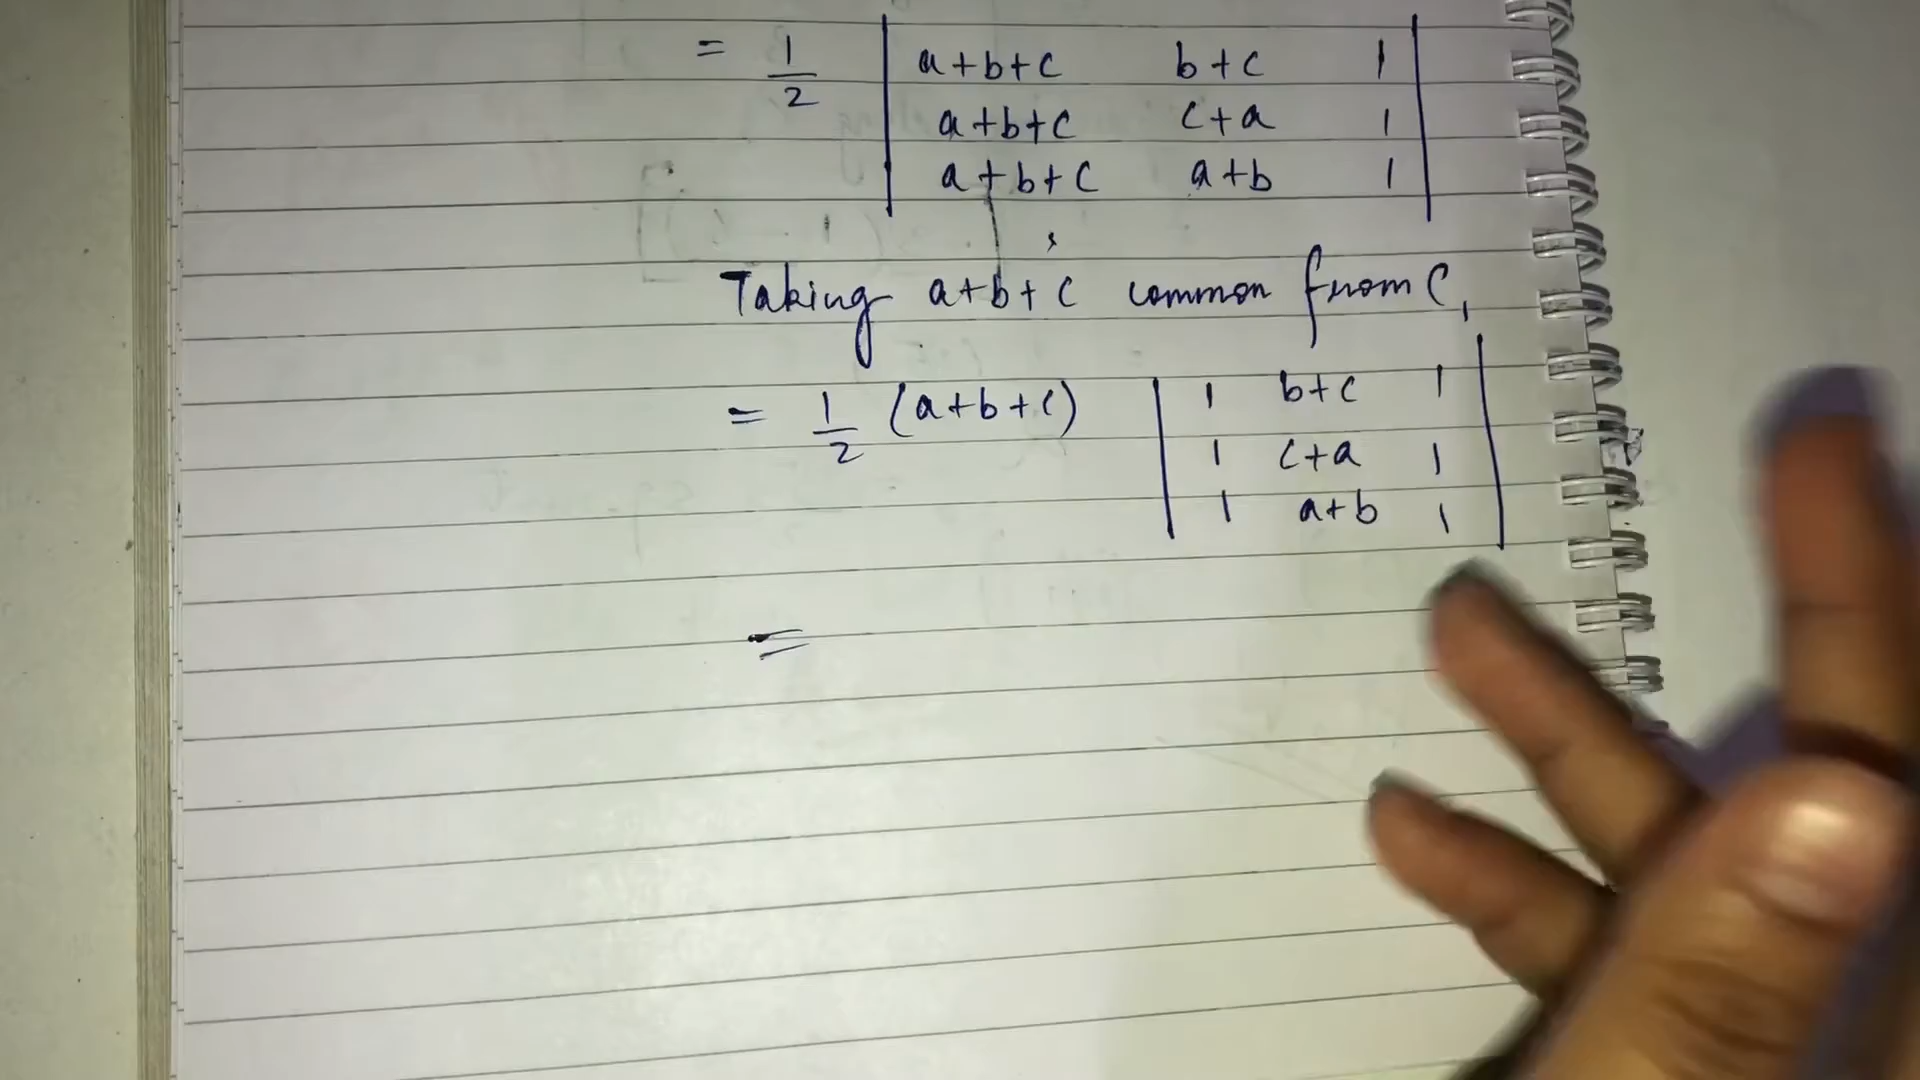 = 1/2 | a+b+c b+c 1 |
| a+b+c c+a 1 |
| a+b+c a+b 1 |
Taking a+b+c common from C1
= 1/2 (a+b+c) | 1 b+c 1 |
| 1 c+a 1 |
| 1 a+b 1 |
=